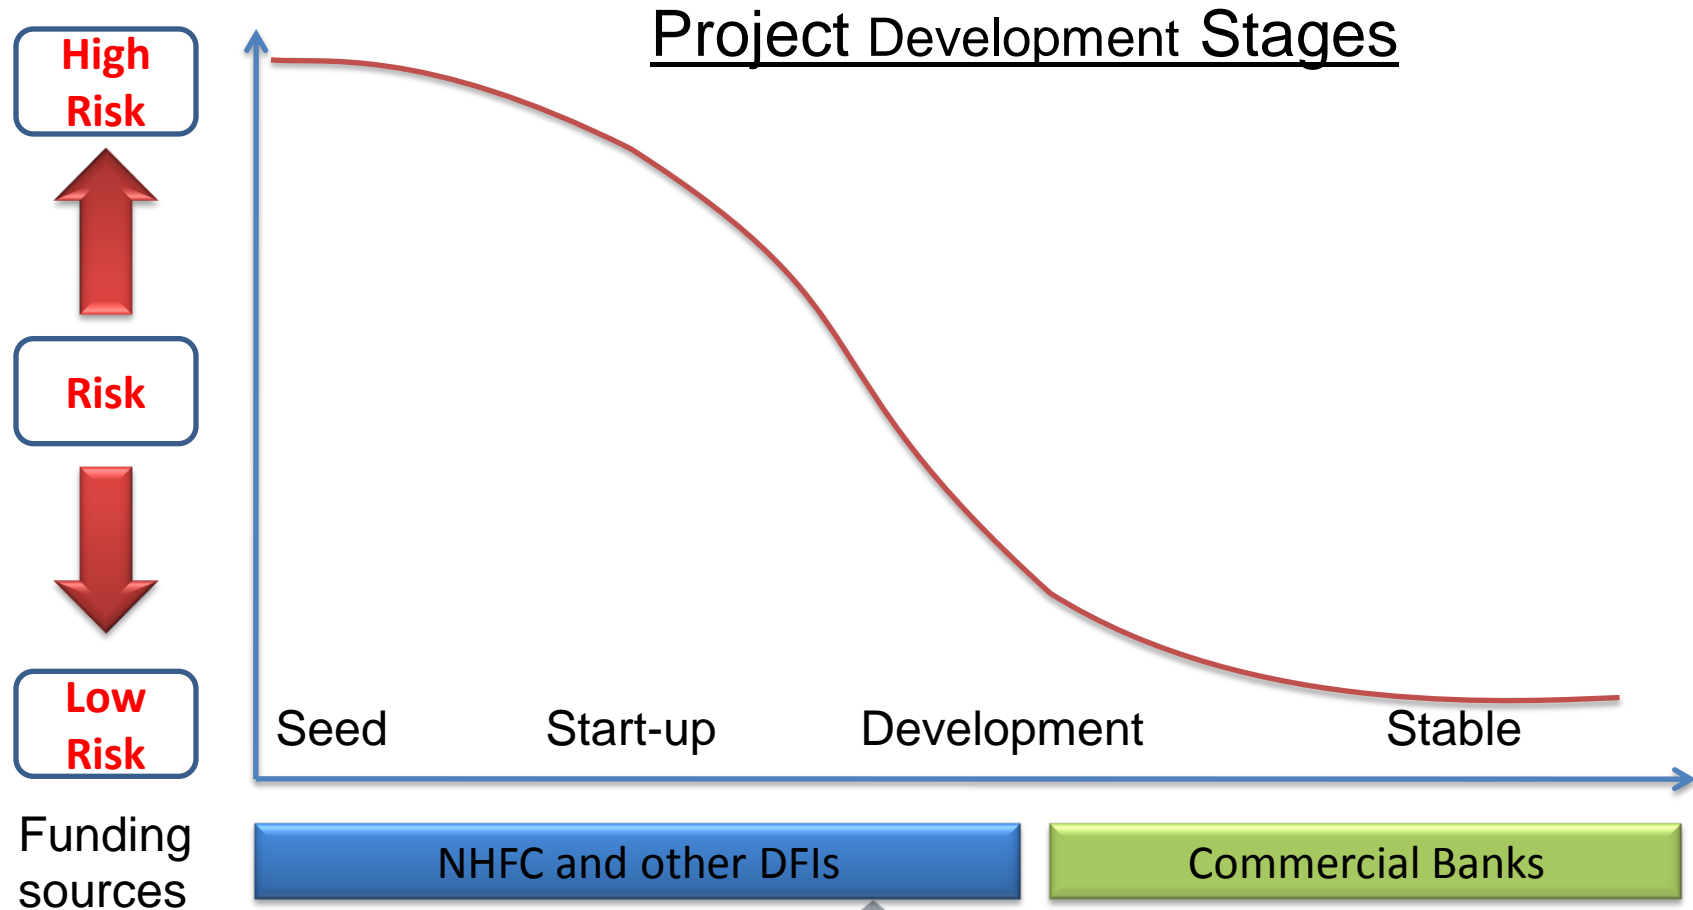 Project Development Stages
High
Risk
Risk
Low
Risk
Seed Start-up Development Stable
Funding
sources
NHFC and other DFIs
Commercial Banks